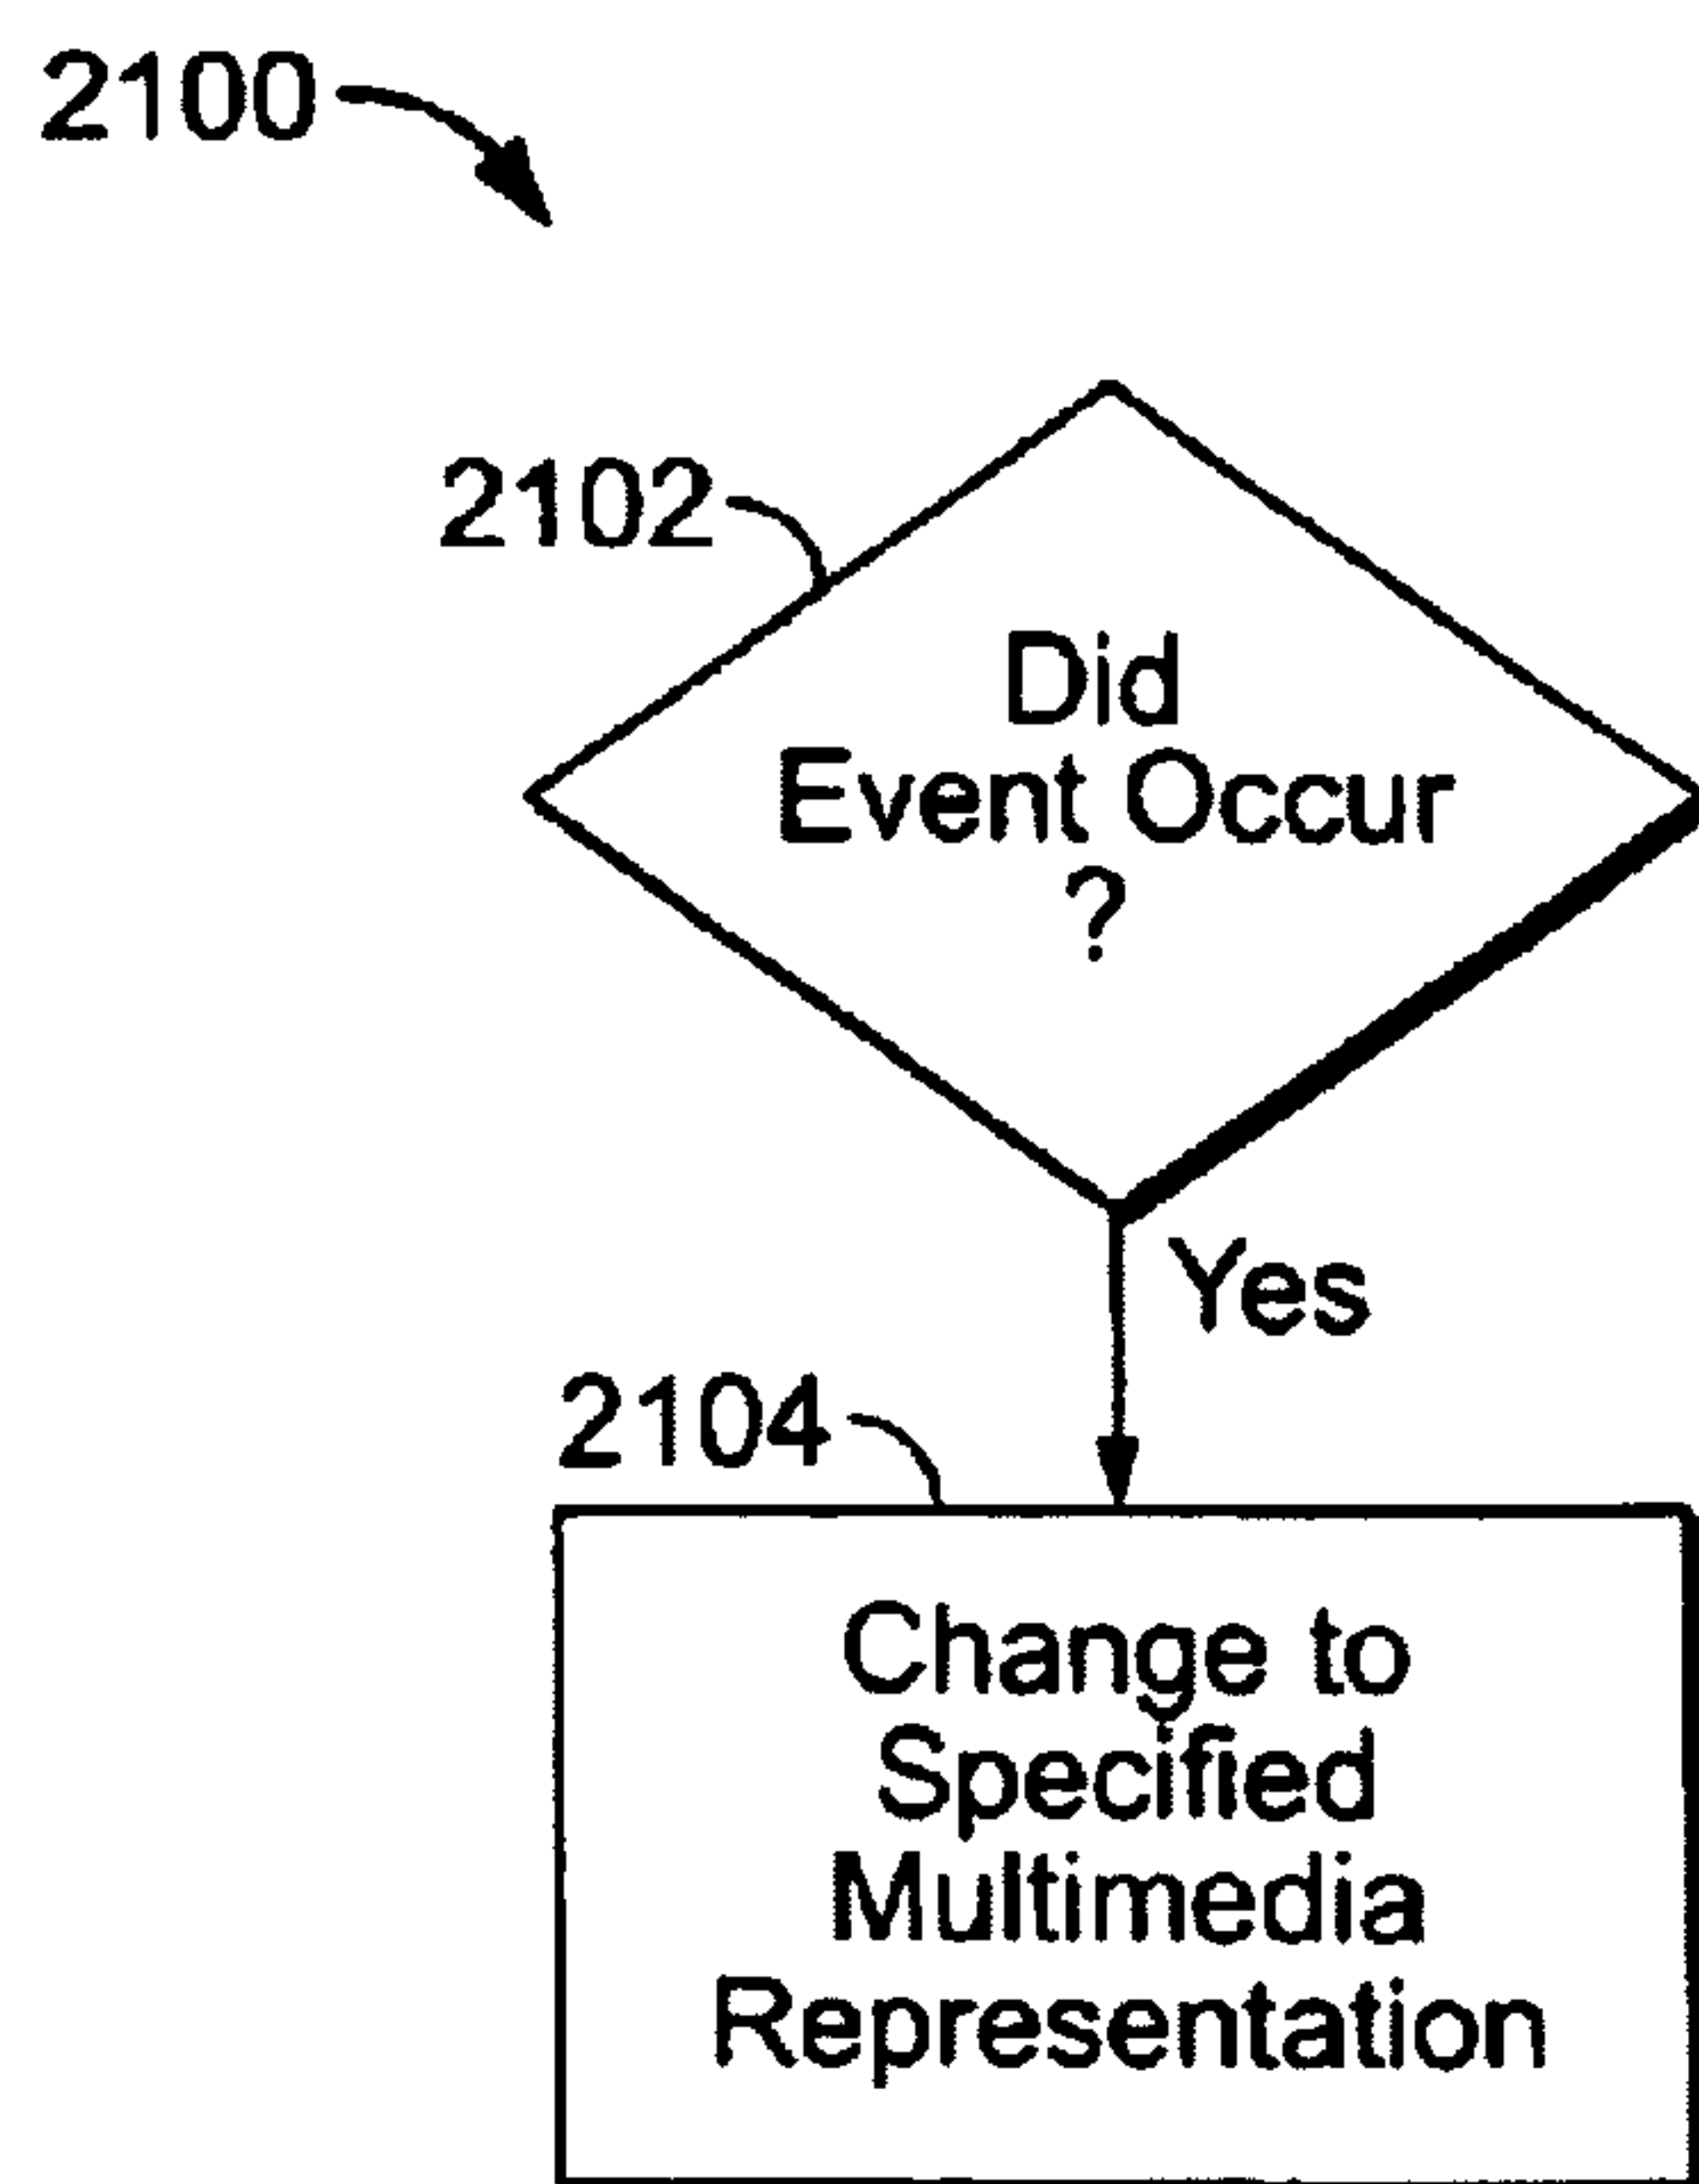 2100
2102
Did
Event Occur
?
Yes
2104
Change to
Specified
Multimedia
Representation